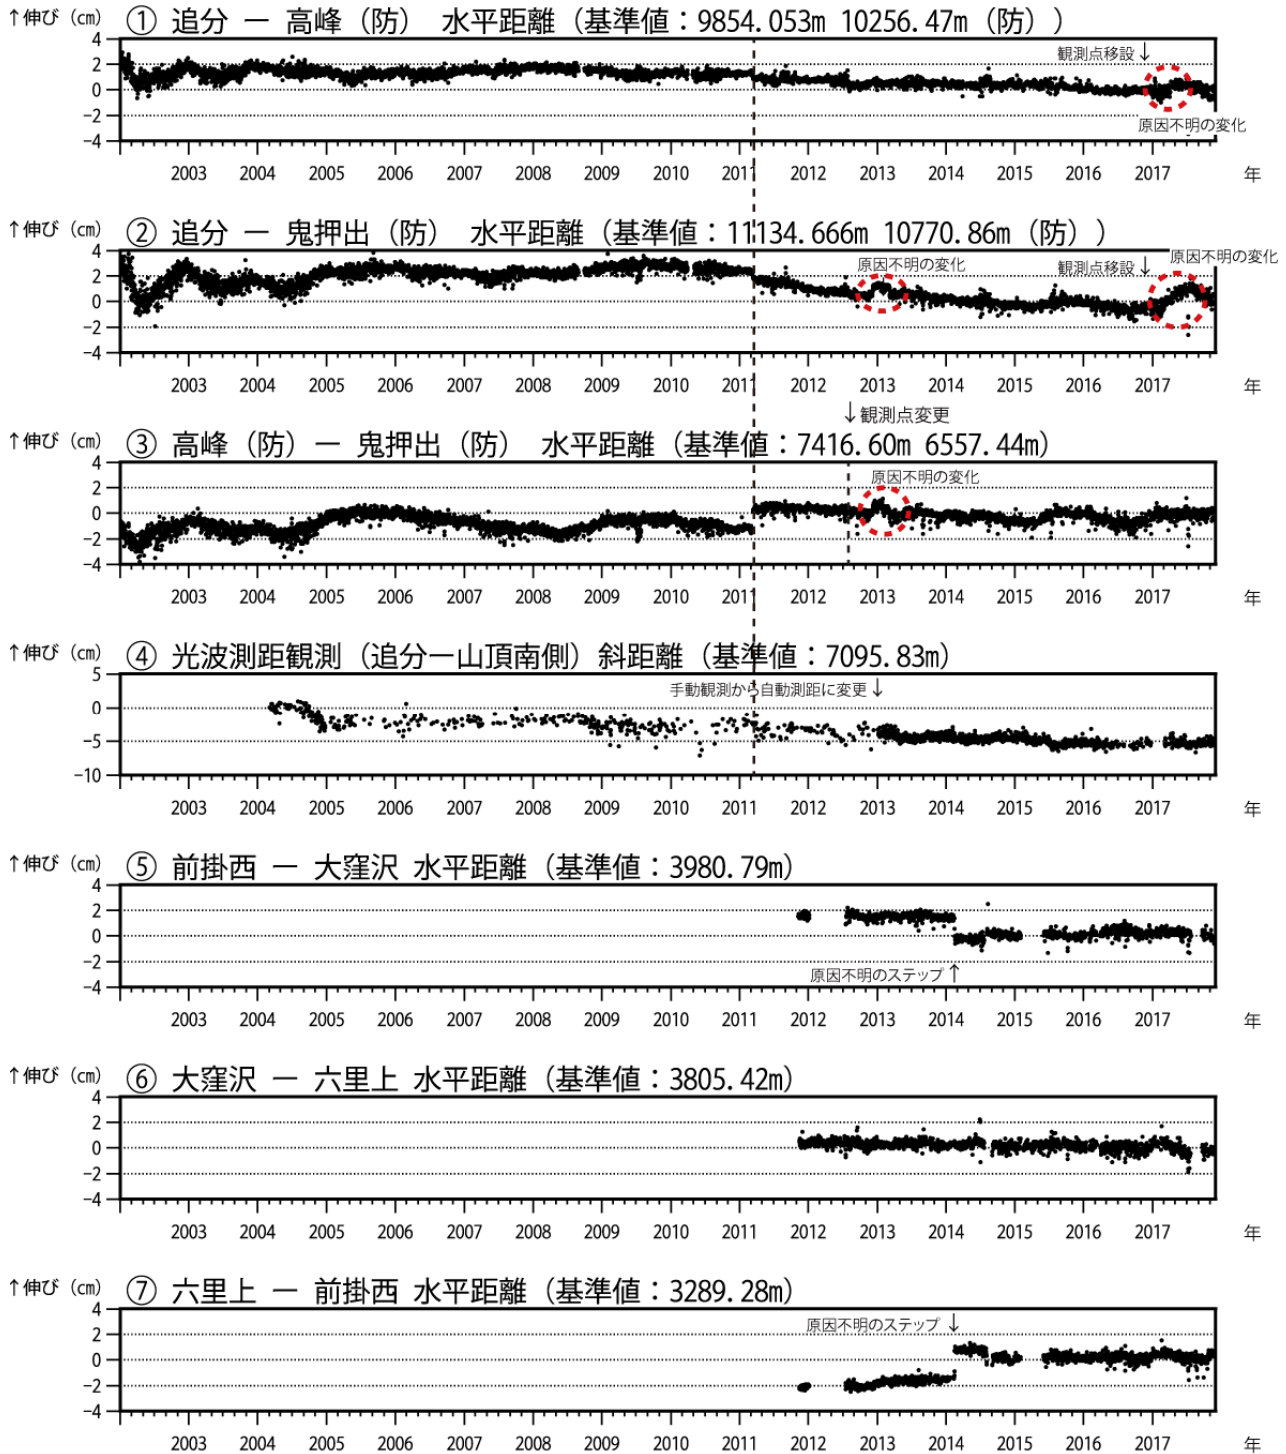 ↑伸び（㎝） ① 追分 ー 高峰（防） 水平距離（基準値：9854.053m 10256.47m（防））
4
観測点移設↓
2
0
−2
原因不明の変化
−4
2003 2004 2005 2006 2007 2008 2009 2010 2011 2012 2013 2014 2015 2016 2017 年
↑伸び（㎝） ② 追分 ー 鬼押出（防） 水平距離（基準値：11134.666m 10770.86m（防））
4
原因不明の変化 観測点移設↓ 原因不明の変化
2
0
−2
−4
2003 2004 2005 2006 2007 2008 2009 2010 2011 2012 2013 2014 2015 2016 2017 年
↓観測点変更
↑伸び（㎝） ③ 高峰（防）ー 鬼押出（防） 水平距離（基準値：7416.60m 6557.44m）
4
原因不明の変化
2
0
−2
−4
2003 2004 2005 2006 2007 2008 2009 2010 2011 2012 2013 2014 2015 2016 2017 年
↑伸び（㎝） ④ 光波測距観測（追分ー山頂南側）斜距離（基準値：7095.83m）
5
手動観測から自動測距に変更 ↓
0
−5
−10
2003 2004 2005 2006 2007 2008 2009 2010 2011 2012 2013 2014 2015 2016 2017 年
↑伸び（㎝） ⑤ 前掛西 ー 大窪沢 水平距離（基準値：3980.79m）
4
2
0
−2
原因不明のステップ ↑
−4
2003 2004 2005 2006 2007 2008 2009 2010 2011 2012 2013 2014 2015 2016 2017 年
↑伸び（㎝） ⑥ 大窪沢 ー 六里上 水平距離（基準値：3805.42m）
4
2
0
−2
−4
2003 2004 2005 2006 2007 2008 2009 2010 2011 2012 2013 2014 2015 2016 2017 年
↑伸び（㎝） ⑦ 六里上 ー 前掛西 水平距離（基準値：3289.28m）
4
原因不明のステップ ↓
2
0
−2
−4
2003 2004 2005 2006 2007 2008 2009 2010 2011 2012 2013 2014 2015 2016 2017 年